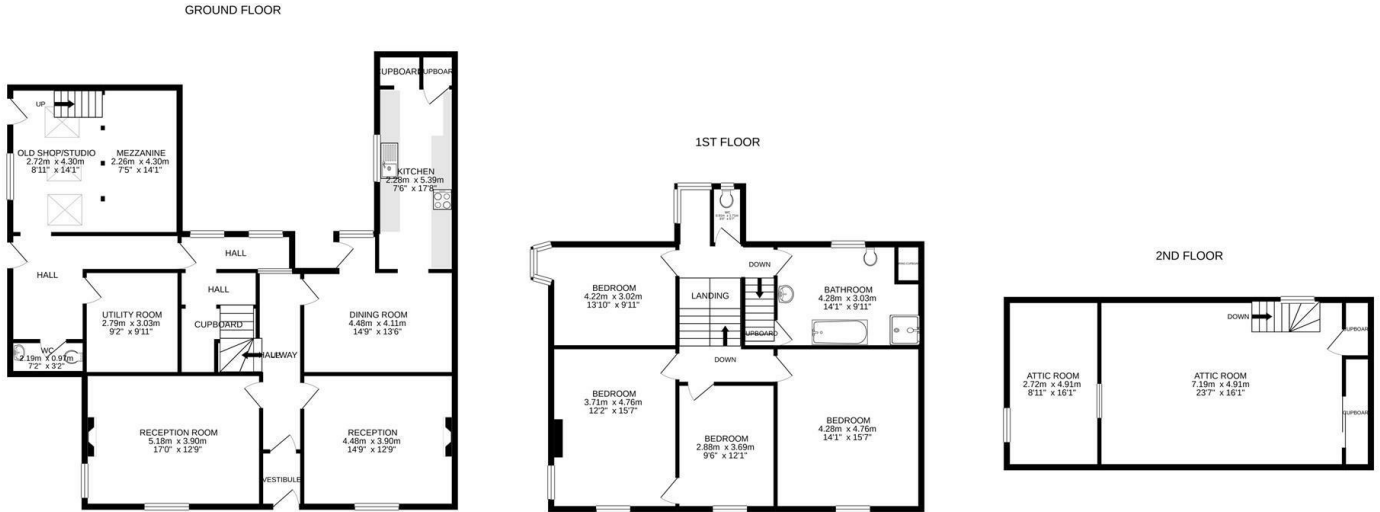 GROUND FLOOR
CUPBOARD
UPBOAR
UP
OLD SHOP/STUDIO
2.72m x 4.30m
8'11" x 14'1"
MEZZANINE
2.26m x 4.30m
7'5" x 14'1"
KITCHEN
2.28m x 5.39m
7'6" x 17'8"
HALL
HALL
HALL
UTILITY ROOM
2.79m x 3.03m
9'2" x 9'11"
CUPBOARD
DINING ROOM
4.48m x 4.11m
14'9" x 13'6"
WC
2.19m x 0.97m
7'2" x 3'2"
RECEPTION ROOM
5.18m x 3.90m
17'0" x 12'9"
RECEPTION
4.48m x 3.90m
14'9" x 12'9"
VESTIBULE
1ST FLOOR
WC
DOWN
BEDROOM
4.22m x 3.02m
13'10" x 9'11"
LANDING
BATHROOM
4.28m x 3.03m
14'1" x 9'11"
UPBOARD
DOWN
BEDROOM
3.71m x 4.76m
12'2" x 15'7"
BEDROOM
2.88m x 3.69m
9'6" x 12'1"
BEDROOM
4.28m x 4.76m
14'1" x 15'7"
2ND FLOOR
DOWN
UPBOAR
ATTIC ROOM
2.72m x 4.91m
8'11" x 16'1"
ATTIC ROOM
7.19m x 4.91m
23'7" x 16'1"
CUPBOAR